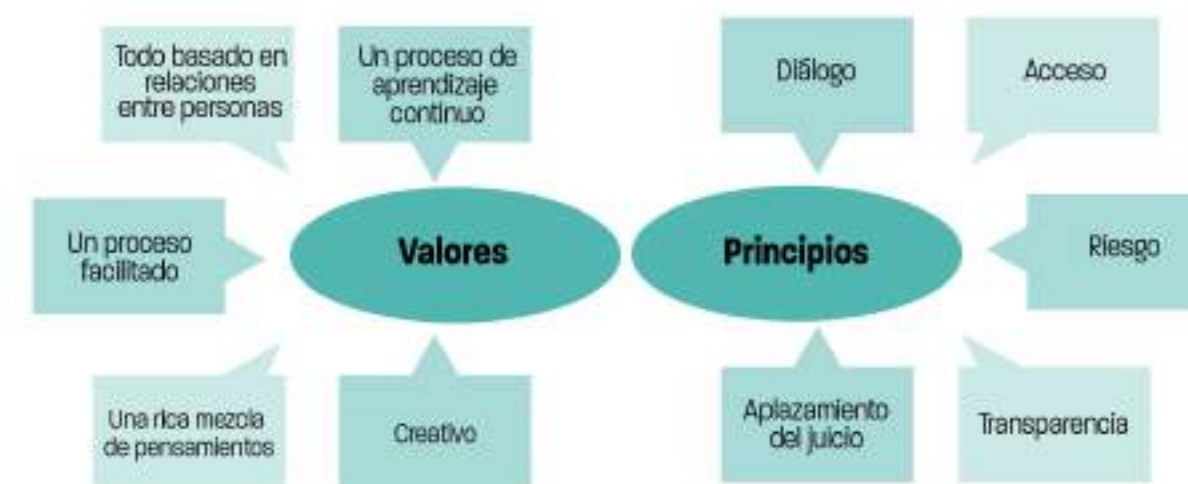 Todo basado en
relaciones
entre personas
Un proceso de
aprendizaje
continuo
Diálogo
Acceso
Un proceso
facilitado
Valores
Principios
Riesgo
Una rica mezcla
de pensamientos
Creativo
Aplazamiento
del juicio
Transparencia